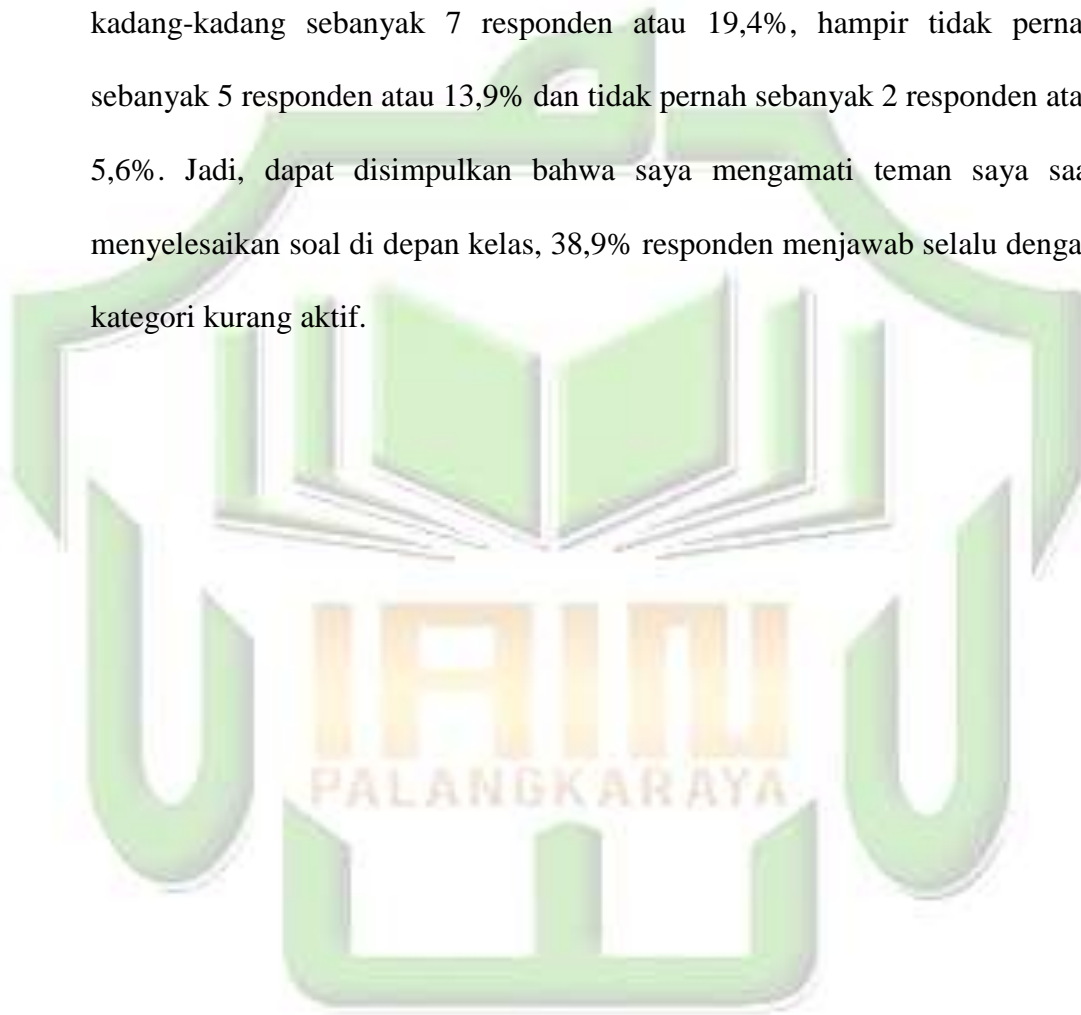 kadang-kadang sebanyak 7 responden atau 19,4%, hampir tidak perna
sebanyak 5 responden atau 13,9% dan tidak pernah sebanyak 2 responden ata
5,6%. Jadi, dapat disimpulkan bahwa saya mengamati teman saya saa
menyelesaikan soal di depan kelas, 38,9% responden menjawab selalu denga
kategori kurang aktif.
IAIN
PALANGKARAYA